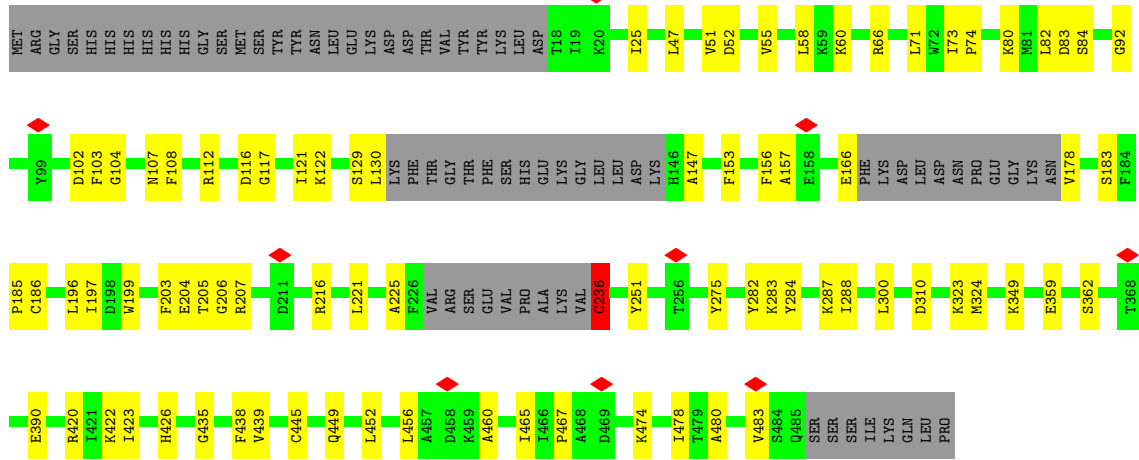 MET ARG GLY SER HIS HIS HIS HIS HIS HIS GLY SER MET SER TYR TYR ASN LEU GLU LYS ASP ASP THR VAL TYR TYR LYS LEU ASP T18 I19 K20 I25 L47 V51 D52 V55 L58 K59 K60 R66 L71 W72 I73 P74 K80 M81 L82 D83 S84 G92
Y99 D102 F103 G104 N107 F108 R112 D116 G117 I121 K122 S129 L130 LYS PHE THR GLY THR PHE SER HIS GLU LYS GLY LEU LEU ASP LYS H146 A147 F153 F156 A157 E158 E166 PHE LYS ASP LEU ASP ASN PRO GLU GLY LYS ASN V178 S183 F184
P185 C186 L196 I197 D198 W199 F203 E204 T205 G206 R207 D211 R216 L221 A225 F226 VAL ARG SER GLU VAL PRO ALA LYS VAL C236 Y251 T256 Y275 Y282 K283 Y284 K287 I288 L300 D310 K323 M324 K349 E359 S362 T368
E390 R420 I421 K422 I423 H426 G435 F438 V439 C445 Q449 L452 L456 A457 D458 K459 A460 I465 I466 P467 A468 D469 K474 I478 T479 A480 V483 S484 Q485 SER SER SER ILE LYS GLN LEU PRO